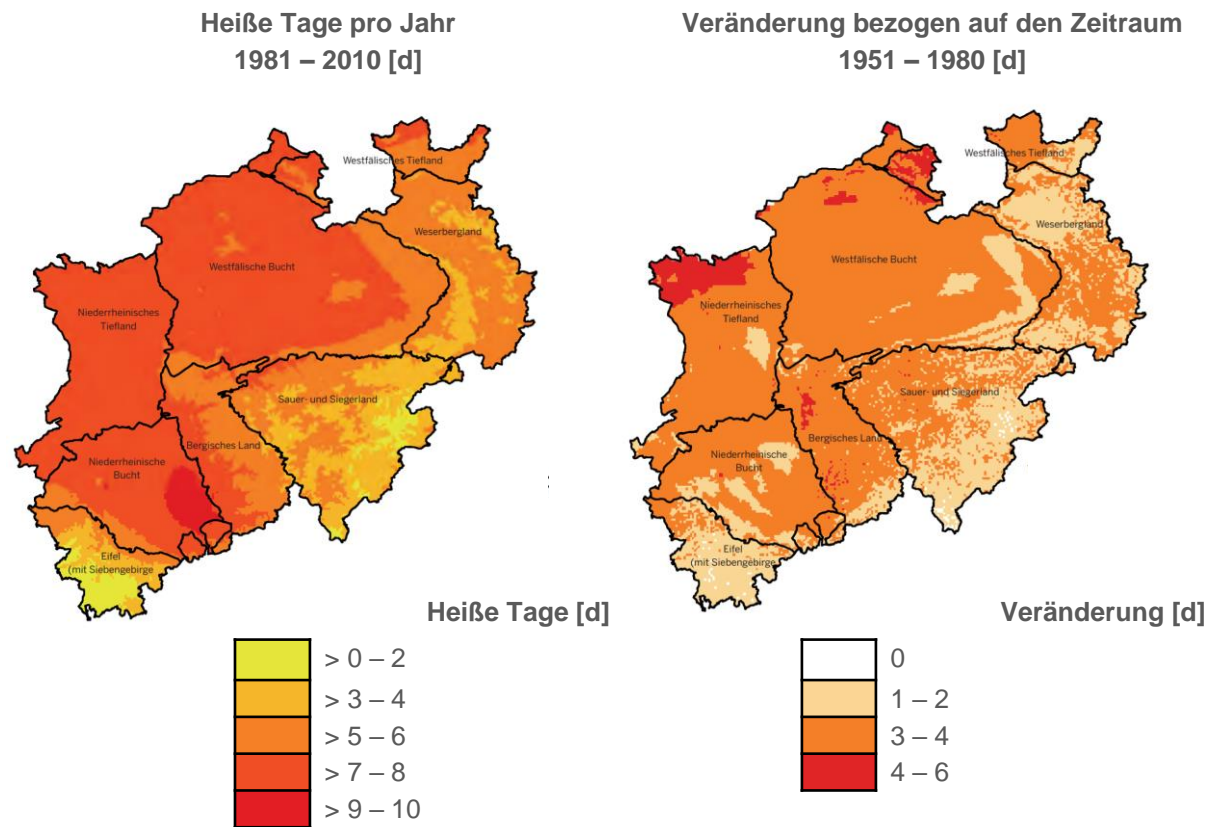 Heiße Tage pro Jahr
1981 – 2010 [d]
Westfälisches Tiefland
Weserbergland
Westfälische Bucht
Niederrheinisches
Tiefland
Sauer- und Siegerland
Bergisches Land
Niederrheinische
Bucht
Eifel
(mit Siebengebirge
Heiße Tage [d]
> 0 – 2
> 3 – 4
> 5 – 6
> 7 – 8
> 9 – 10
Veränderung bezogen auf den Zeitraum
1951 – 1980 [d]
Westfälisches Tiefland
Weserbergland
Westfälische Bucht
Niederrheinisches
Tiefland
Sauer- und Siegerland
Bergisches Land
Niederrheinische
Bucht
Eifel
(mit Siebengebirge
Veränderung [d]
0
1 – 2
3 – 4
4 – 6